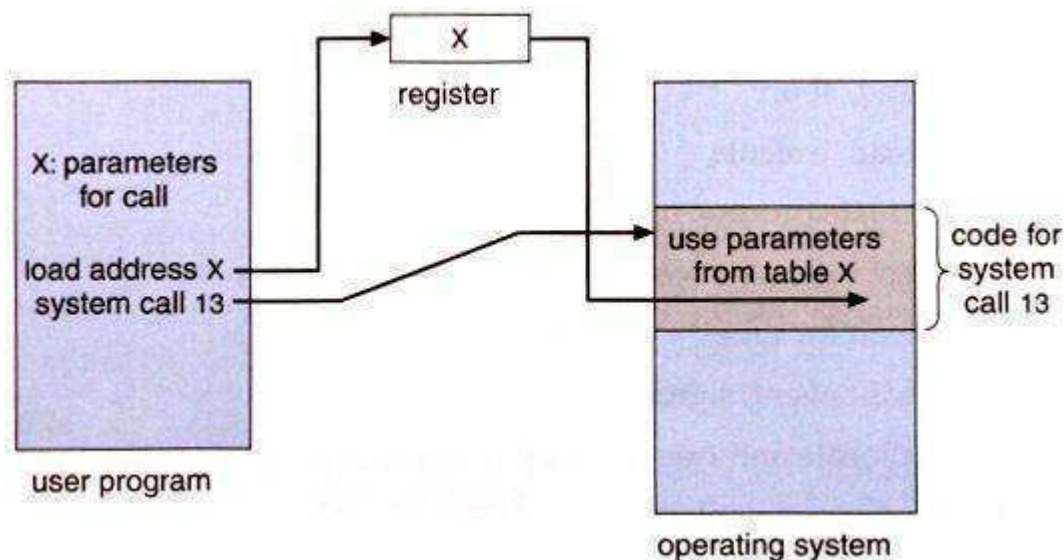 X
register
X: parameters
for call
load address X
system call 13
use parameters
from table X
code for
system
call 13
user program
operating system